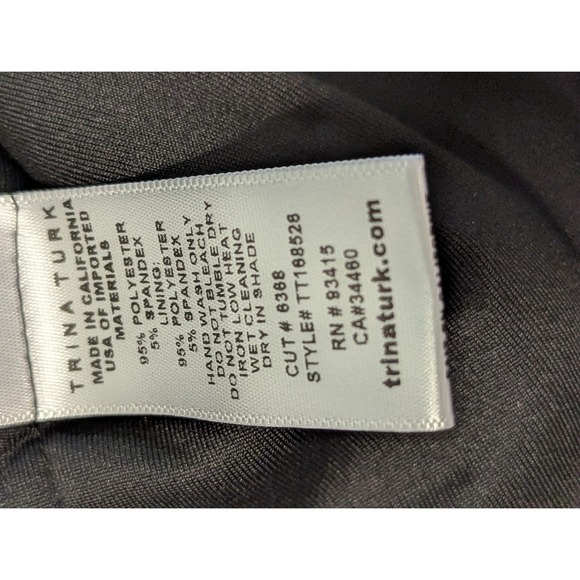 TRINA TURK
MADE IN CALIFORNIA
USA OF IMPORTED
MATERIALS
95% POLYESTER
5% SPANDEX
LINING:
95% POLYESTER
5% SPANDEX
HAND WASH ONLY
DO NOT BLEACH
DO NOT TUMBLE DRY
IRON LOW HEAT
WET CLEANING
DRY IN SHADE
CUT# 6368
STYLE# TT168528
RN# 93415
CA#34460
trinaturk.com